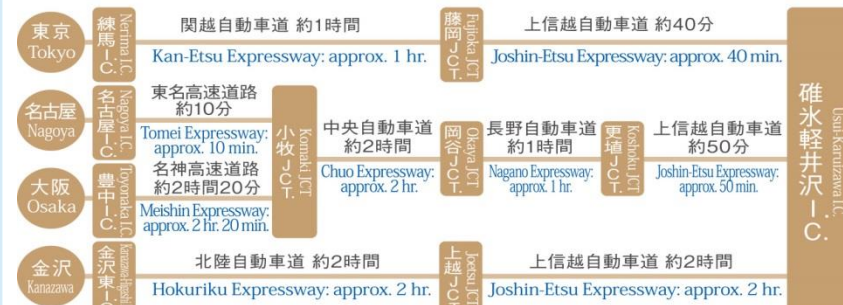 東京
Tokyo
練馬I.C.
Nerima I.C.
関越自動車道 約1時間
Kan-Etsu Expressway: approx. 1 hr.
藤岡JCT.
Fujioka JCT
上信越自動車道 約40分
Joshin-Etsu Expressway: approx. 40 min.
名古屋
Nagoya
名古屋I.C.
Nagoya I.C.
東名高速道路
約10分
Tomei Expressway:
approx. 10 min.
大阪
Osaka
豊中I.C.
Toyonaka I.C.
名神高速道路
約2時間20分
Meishin Expressway:
approx. 2 hr. 20 min.
小牧JCT.
Komaki JCT
中央自動車道
約2時間
Chuo Expressway:
approx. 2 hr.
岡谷JCT.
Okaya JCT
長野自動車道
約1時間
Nagano Expressway:
approx. 1 hr.
更埴JCT.
Koshoku JCT
上信越自動車道
約50分
Joshin-Etsu Expressway:
approx. 50 min.
金沢
Kanazawa
金沢東I.C.
Kanazawa-Higashi
北陸自動車道 約2時間
Hokuriku Expressway: approx. 2 hr.
上越JCT.
Joetsu JCT
上信越自動車道 約2時間
Joshin-Etsu Expressway: approx. 2 hr.
碓氷軽井沢I.C.
Usui-Karuizawa I.C.